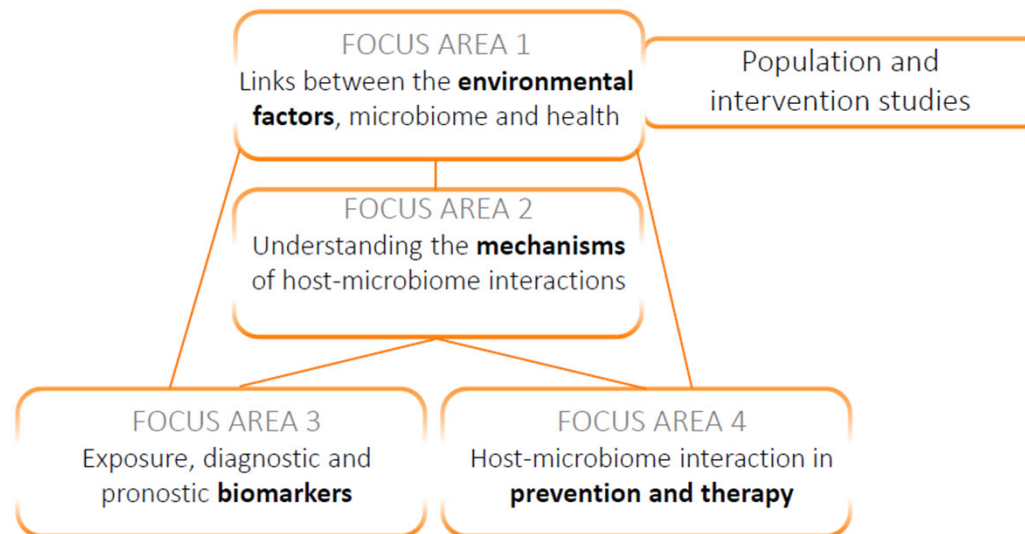 FOCUS AREA 1
Links between the environmental
factors, microbiome and health
Population and
intervention studies
FOCUS AREA 2
Understanding the mechanisms
of host-microbiome interactions
FOCUS AREA 3
Exposure, diagnostic and
pronostic biomarkers
FOCUS AREA 4
Host-microbiome interaction in
prevention and therapy